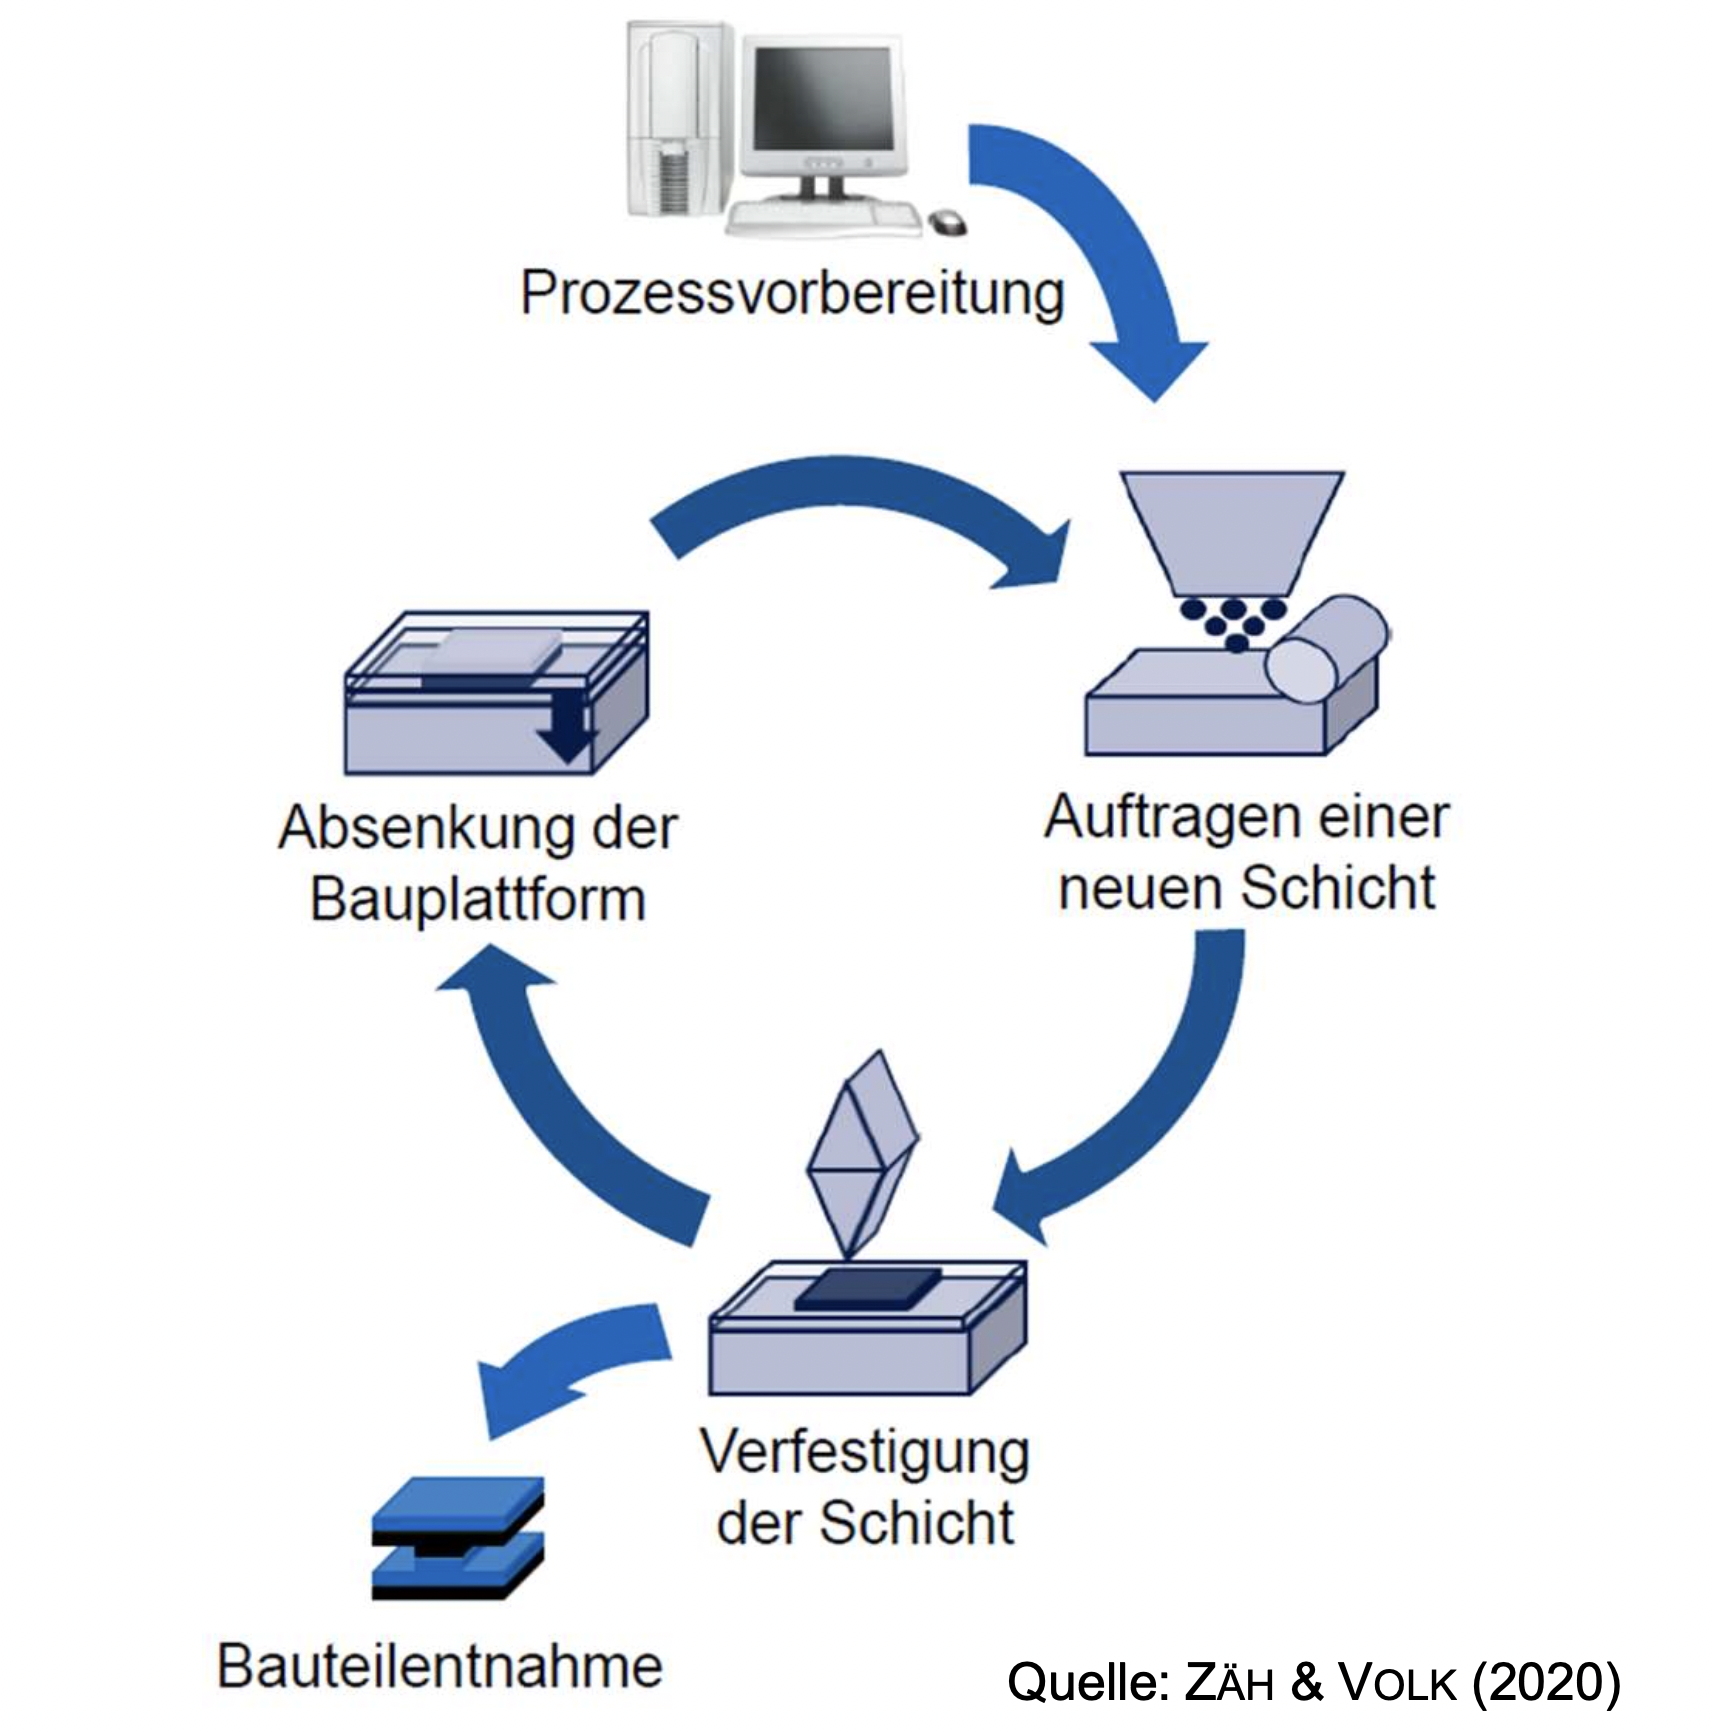 Prozessvorbereitung
Auftragen einer
neuen Schicht
Verfestigung
der Schicht
Absenkung der
Bauplattform
Bauteilentnahme
Quelle: ZÄH & VOLK (2020)